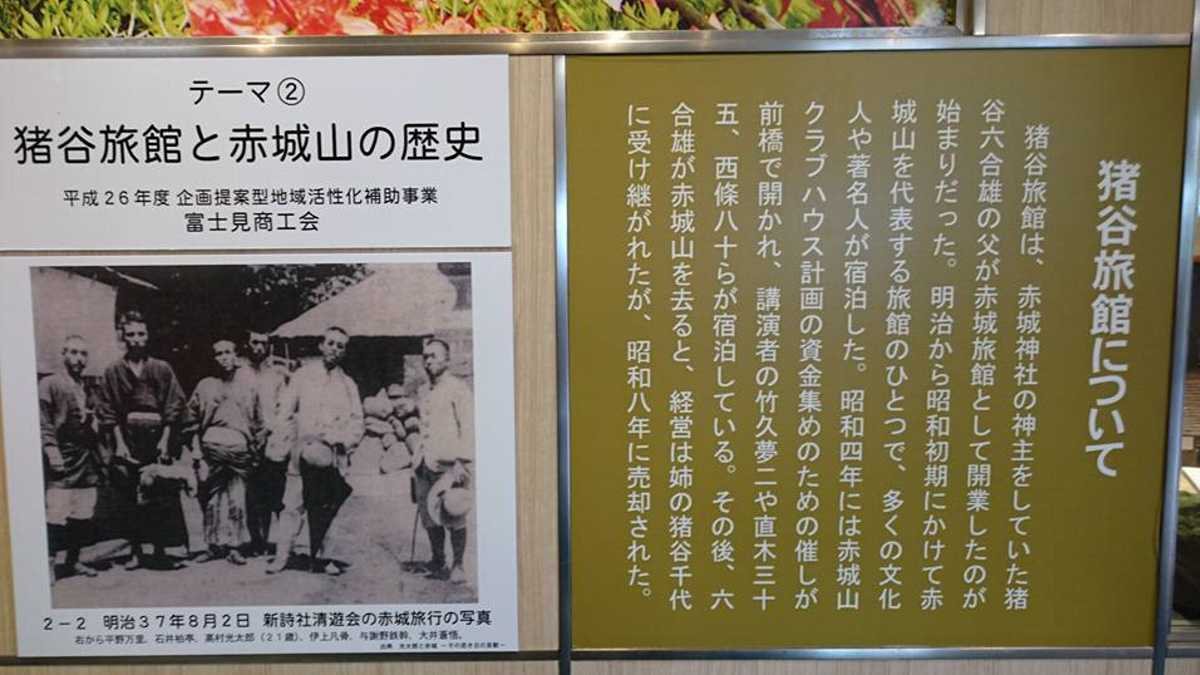 テーマ②
猪谷旅館と赤城山の歴史
平成26年度 企画提案型地域活性化補助事業
富士見商工会
2−2 明治37年8月2日 新詩社清遊会の赤城旅行の写真
右から平野万里、石井柏亭、高村光太郎(21歳)、伊上凡骨、与謝野鉄幹、大井蒼梧。
猪谷旅館について
猪谷旅館は、赤城神社の神主をしていた猪
谷六合雄の父が赤城旅館として開業したのが
始まりだった。明治から昭和初期にかけて赤
城山を代表する旅館のひとつで、多くの文化
人や著名人が宿泊した。昭和四年には赤城山
クラブハウス計画の資金集めのための催しが
前橋で開かれ、講演者の竹久夢二や直木三十
五、西條八十らが宿泊している。その後、六
合雄が赤城山を去ると、経営は姉の猪谷千代
に受け継がれたが、昭和八年に売却された。